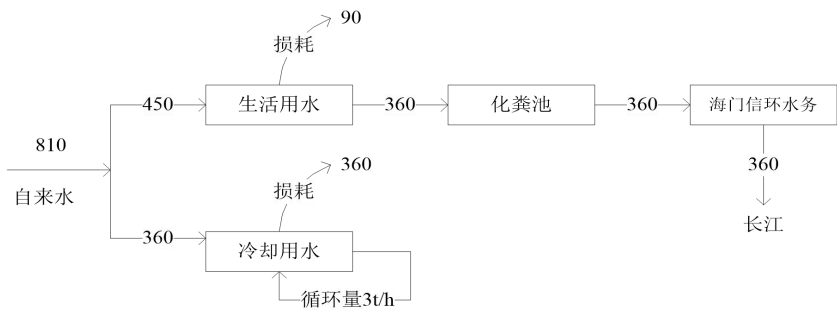 损耗
90
450
生活用水
360
化粪池
360
海门信环水务
810
自来水
360
长江
损耗
360
360
冷却用水
循环量3t/h